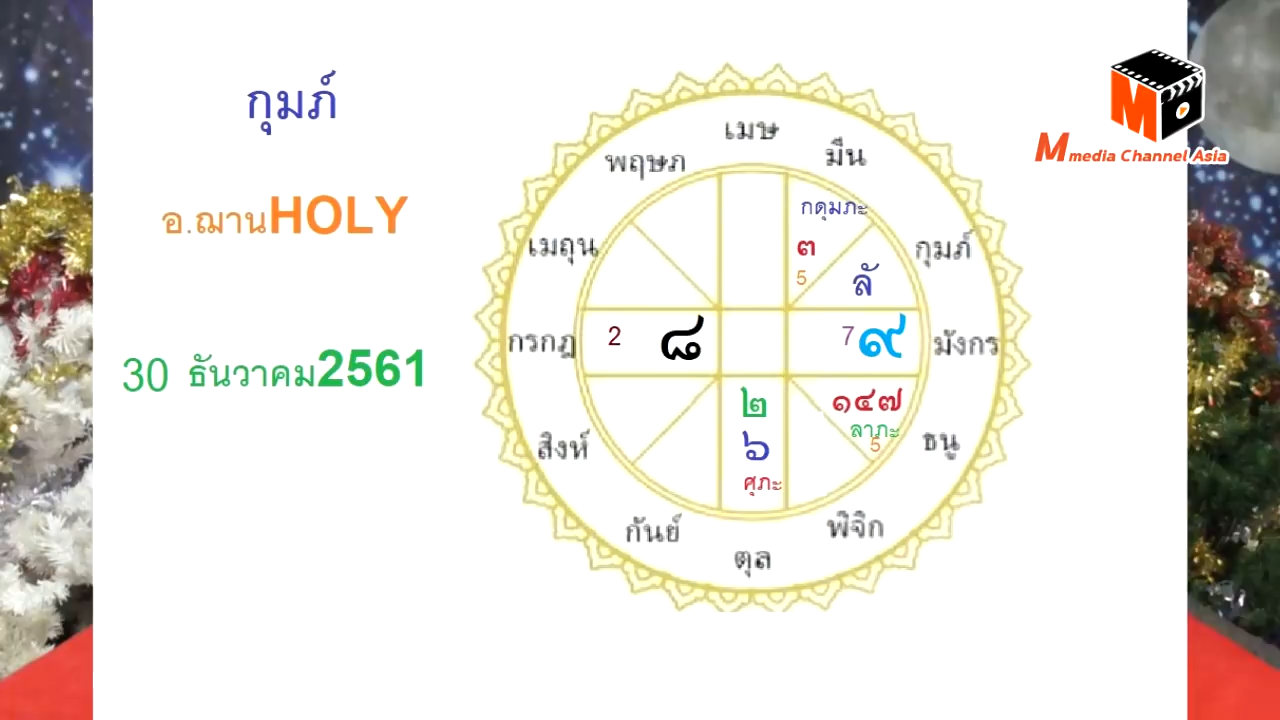 กุมภ์
อ.ฌานHOLY
30 ธันวาคม2561
M
Mmedia Channel Asia
เมษ
มีน
พฤษภ
กดุมภะ
เมถุน
๓
กุมภ์
5
ลั
กรกฎ
2
๘
7
๙
มังกร
๒
๑๔๗
ลาภะ
5
ธนู
สิงห์
๖
ศุภะ
กันย์
พิจิก
ตุล